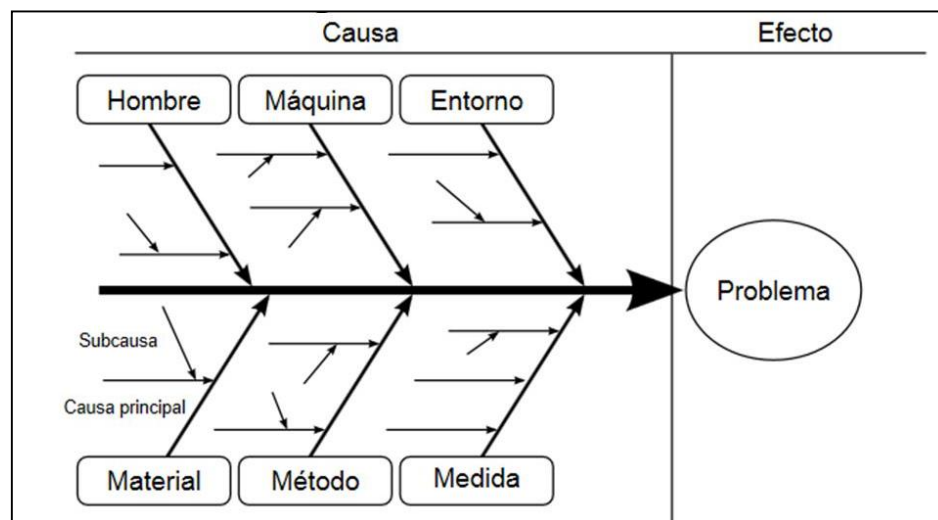 Causa
Efecto
Hombre
Máquina
Entorno
Problema
Subcausa
Causa principal
Material
Método
Medida